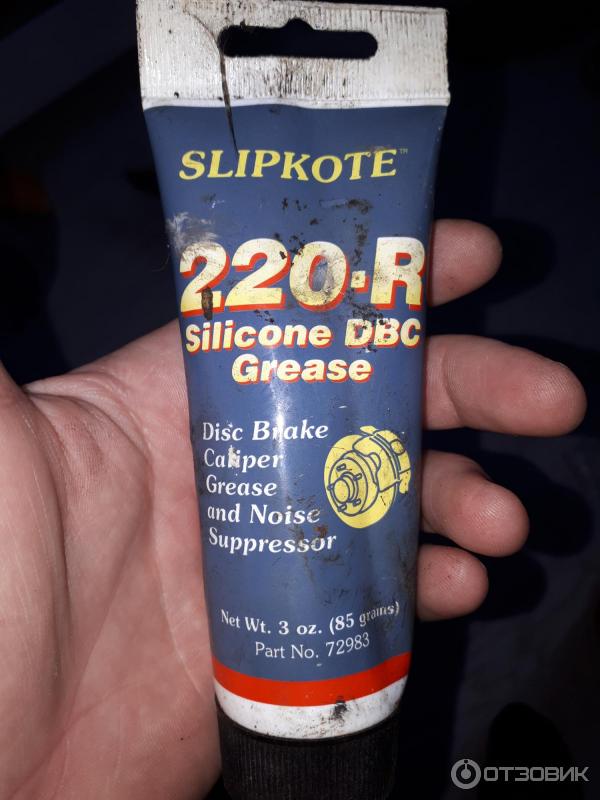 SLIPKOTE™
220-R
Silicone DBC
Grease
Disc Brake
Caliper
Grease
and Noise
Suppressor
Net Wt. 3 oz. (85 grams)
Part No. 72983
ОТЗОВИК